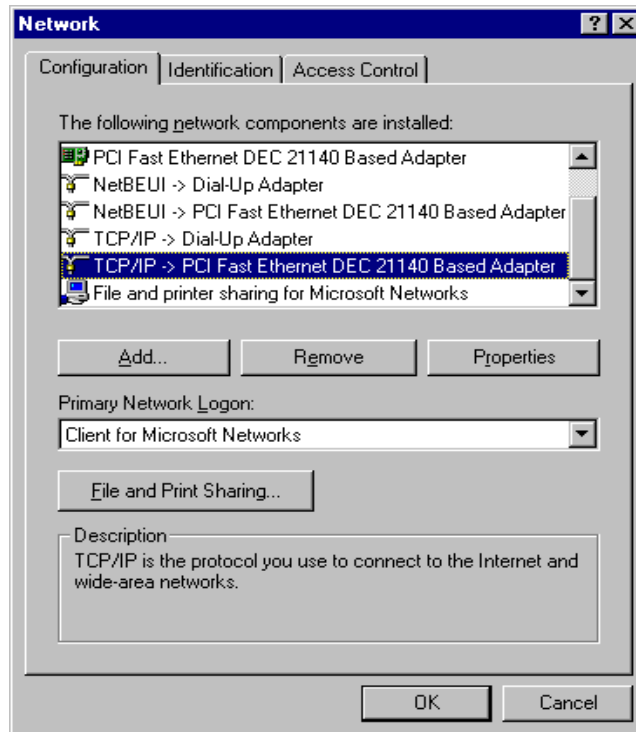 Network
Configuration Identification Access Control
The following network components are installed:
PCI Fast Ethernet DEC 21140 Based Adapter
NetBEUI -> Dial-Up Adapter
NetBEUI -> PCI Fast Ethernet DEC 21140 Based Adapter
TCP/IP -> Dial-Up Adapter
TCP/IP -> PCI Fast Ethernet DEC 21140 Based Adapter
File and printer sharing for Microsoft Networks
Add... Remove Properties
Primary Network Logon:
Client for Microsoft Networks
File and Print Sharing...
Description
TCP/IP is the protocol you use to connect to the Internet and
wide-area networks.
OK Cancel